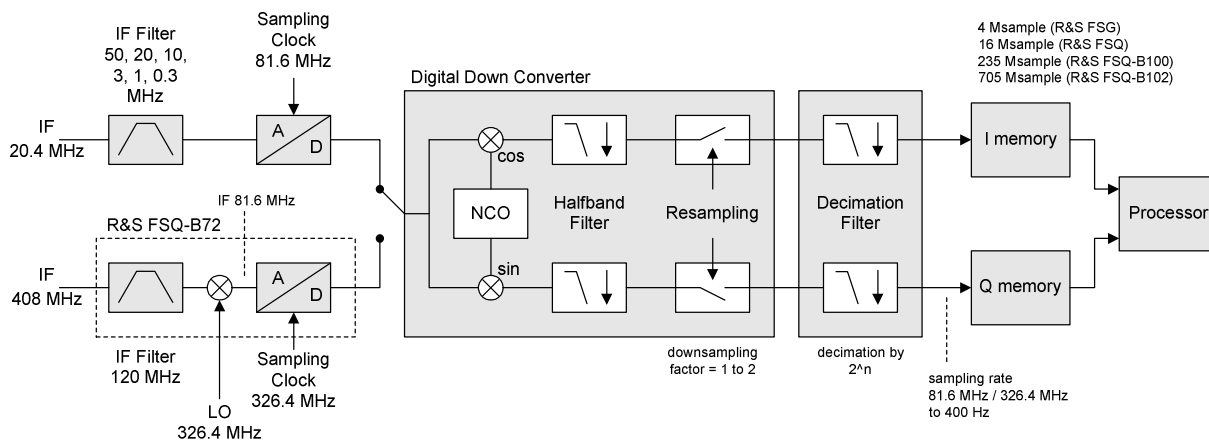 IF Filter
50, 20, 10,
3, 1, 0.3
MHz
Sampling
Clock
81.6 MHz
IF
20.4 MHz
A
D
IF 81.6 MHz
R&S FSQ-B72
IF
408 MHz
A
D
IF Filter
120 MHz
LO
326.4 MHz
Sampling
Clock
326.4 MHz
Digital Down Converter
cos
NCO
sin
Halfband
Filter
Resampling
downsampling
factor = 1 to 2
Decimation
Filter
decimation by
2^n
4 Msample (R&S FSG)
16 Msample (R&S FSQ)
235 Msample (R&S FSQ-B100)
705 Msample (R&S FSQ-B102)
I memory
Q memory
Processor
sampling rate
81.6 MHz / 326.4 MHz
to 400 Hz